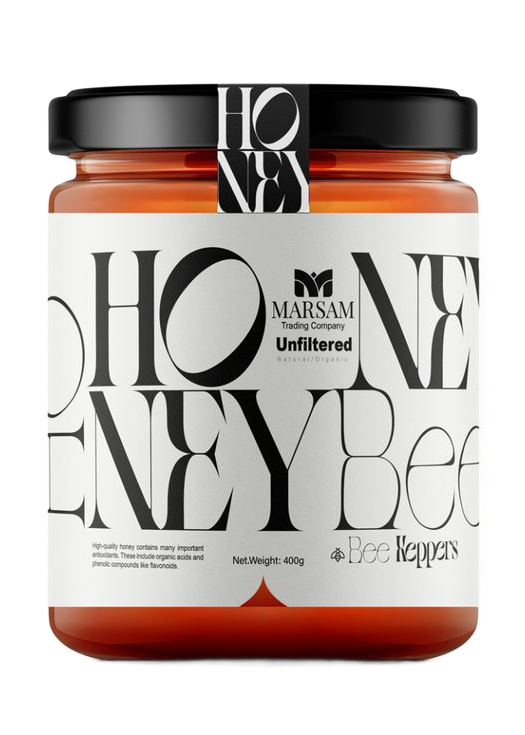 HO
NEY
HO
NEY
MARSAM
Trading Company
Unfiltered
Natural/Organic
NEY Bee
High-quality honey contains many important
antioxidants. These include organic acids and
phenolic compounds like flavonoids.
Net.Weight: 400g
Bee Keppers